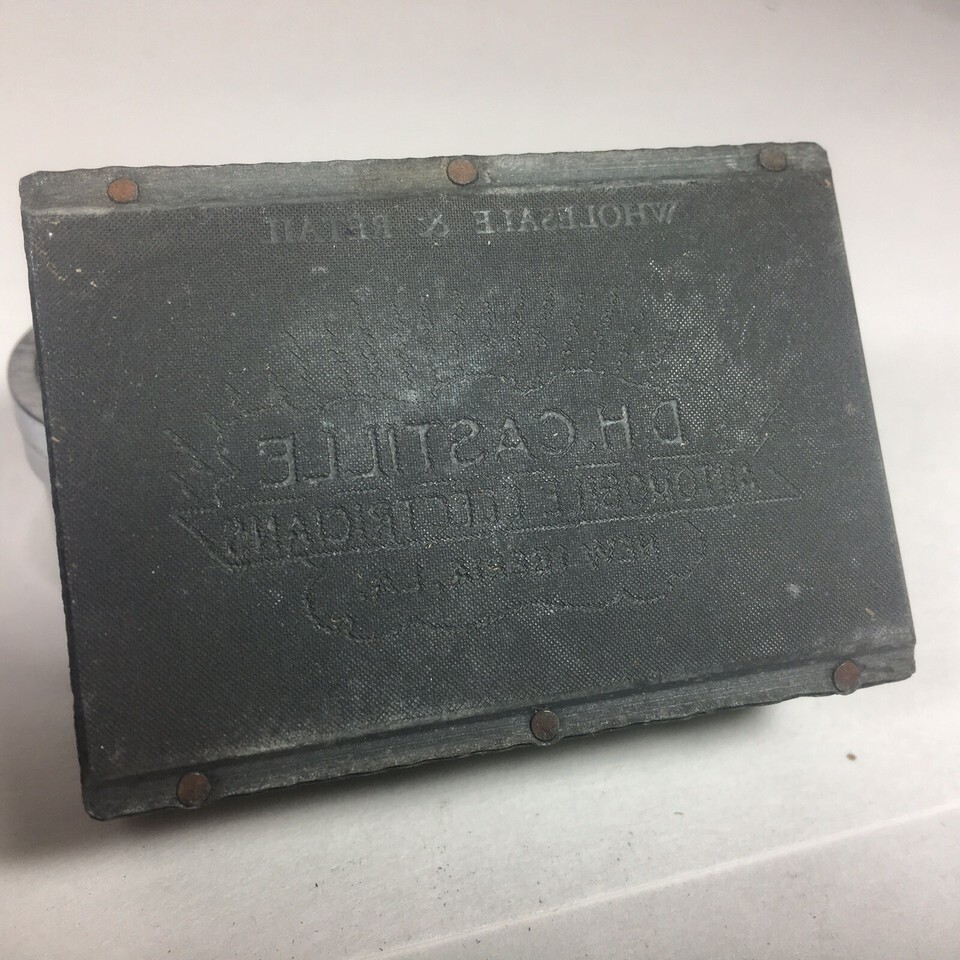 WHOLESALE & RETAIL
D.H. CASTILLE
AUTOMOBILE ELECTRICIANS
NEW IBERIA, LA.